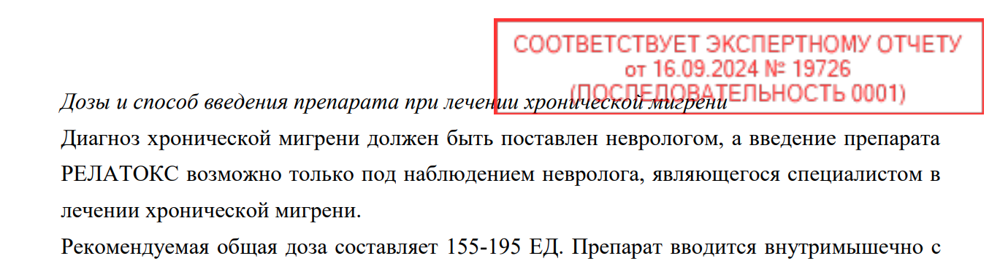 СООТВЕТСТВУЕТ ЭКСПЕРТНОМУ ОТЧЕТУ
от 16.09.2024 № 19726
(ПОСЛЕДОВАТЕЛЬНОСТЬ 0001)
Дозы и способ введения препарата при лечении хронической мигрени
Диагноз хронической мигрени должен быть поставлен неврологом, а введение препарата
РЕЛАТОКС возможно только под наблюдением невролога, являющегося специалистом в
лечении хронической мигрени.
Рекомендуемая общая доза составляет 155-195 ЕД. Препарат вводится внутримышечно с